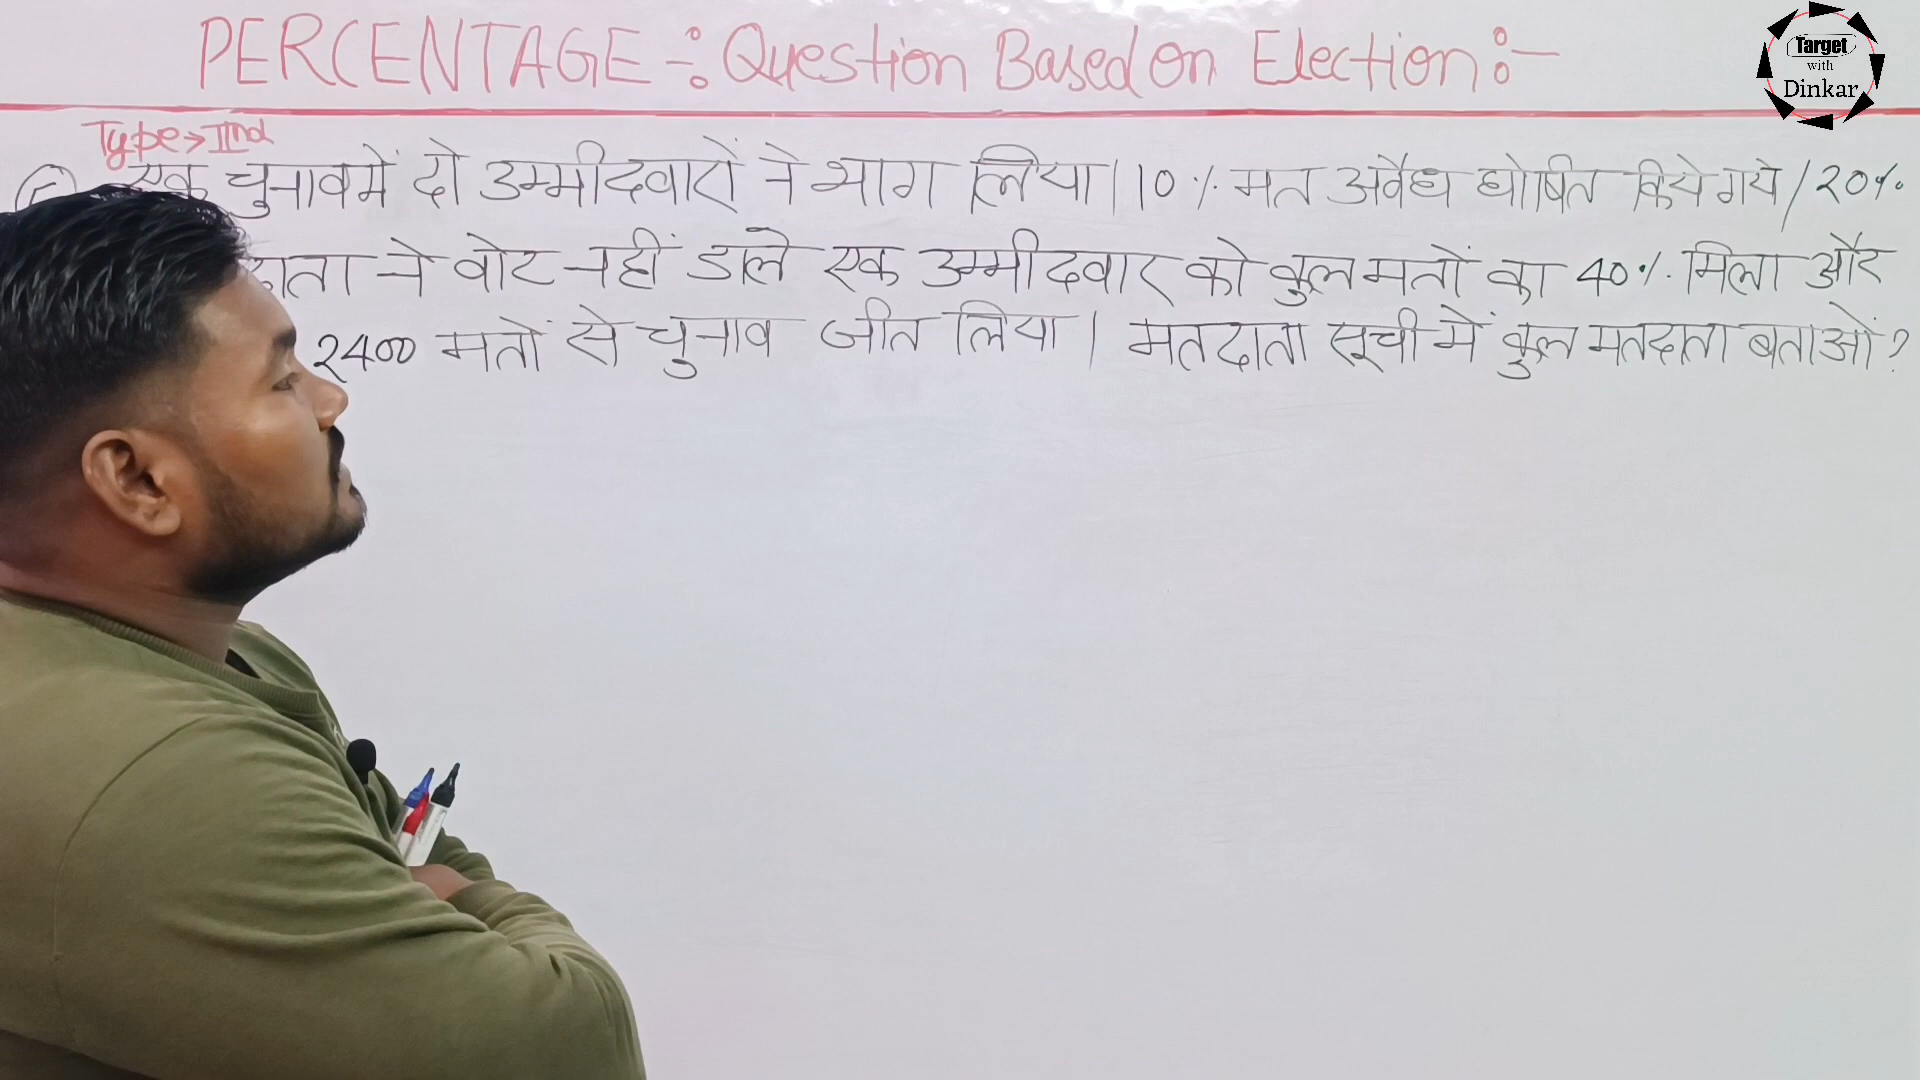 PERCENTAGE ÷ Question Based On Election :-
Target
with
Dinkar
Type→IInd
एक चुनाव में दो उम्मीदवारों ने भाग लिया। 10% मत अवैध घोषित किये गये/20%
ने वोट नहीं डाले एक उम्मीदवार को कुल मतों का 40% मिला और
2400 मतों से चुनाव जीत लिया। मतदाता सूची में कुल मतदाता बताओं?